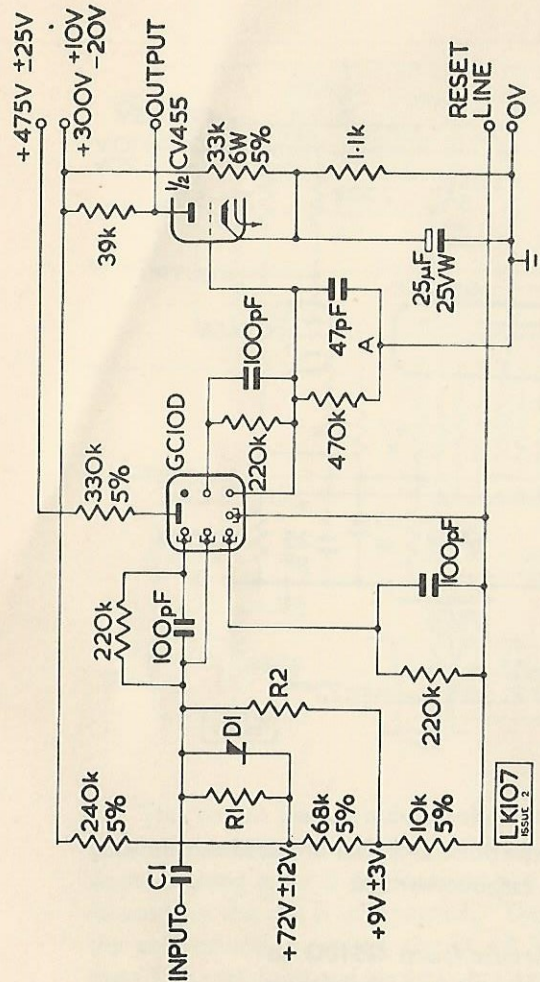 +475V ±25V
+300V +10V
-20V
OUTPUT
39k
½CV455
33k
6W
5%
1·1k
RESET
LINE
0V
330k
5%
GC10D
100pF
220k
47pF
A
470k
25µF
25VW
220k
100pF
240k
5%
R1
D1
R2
C1
INPUT
+72V±12V
68k
5%
+9V±3V
10k
5%
220k
100pF
LK107
ISSUE 2